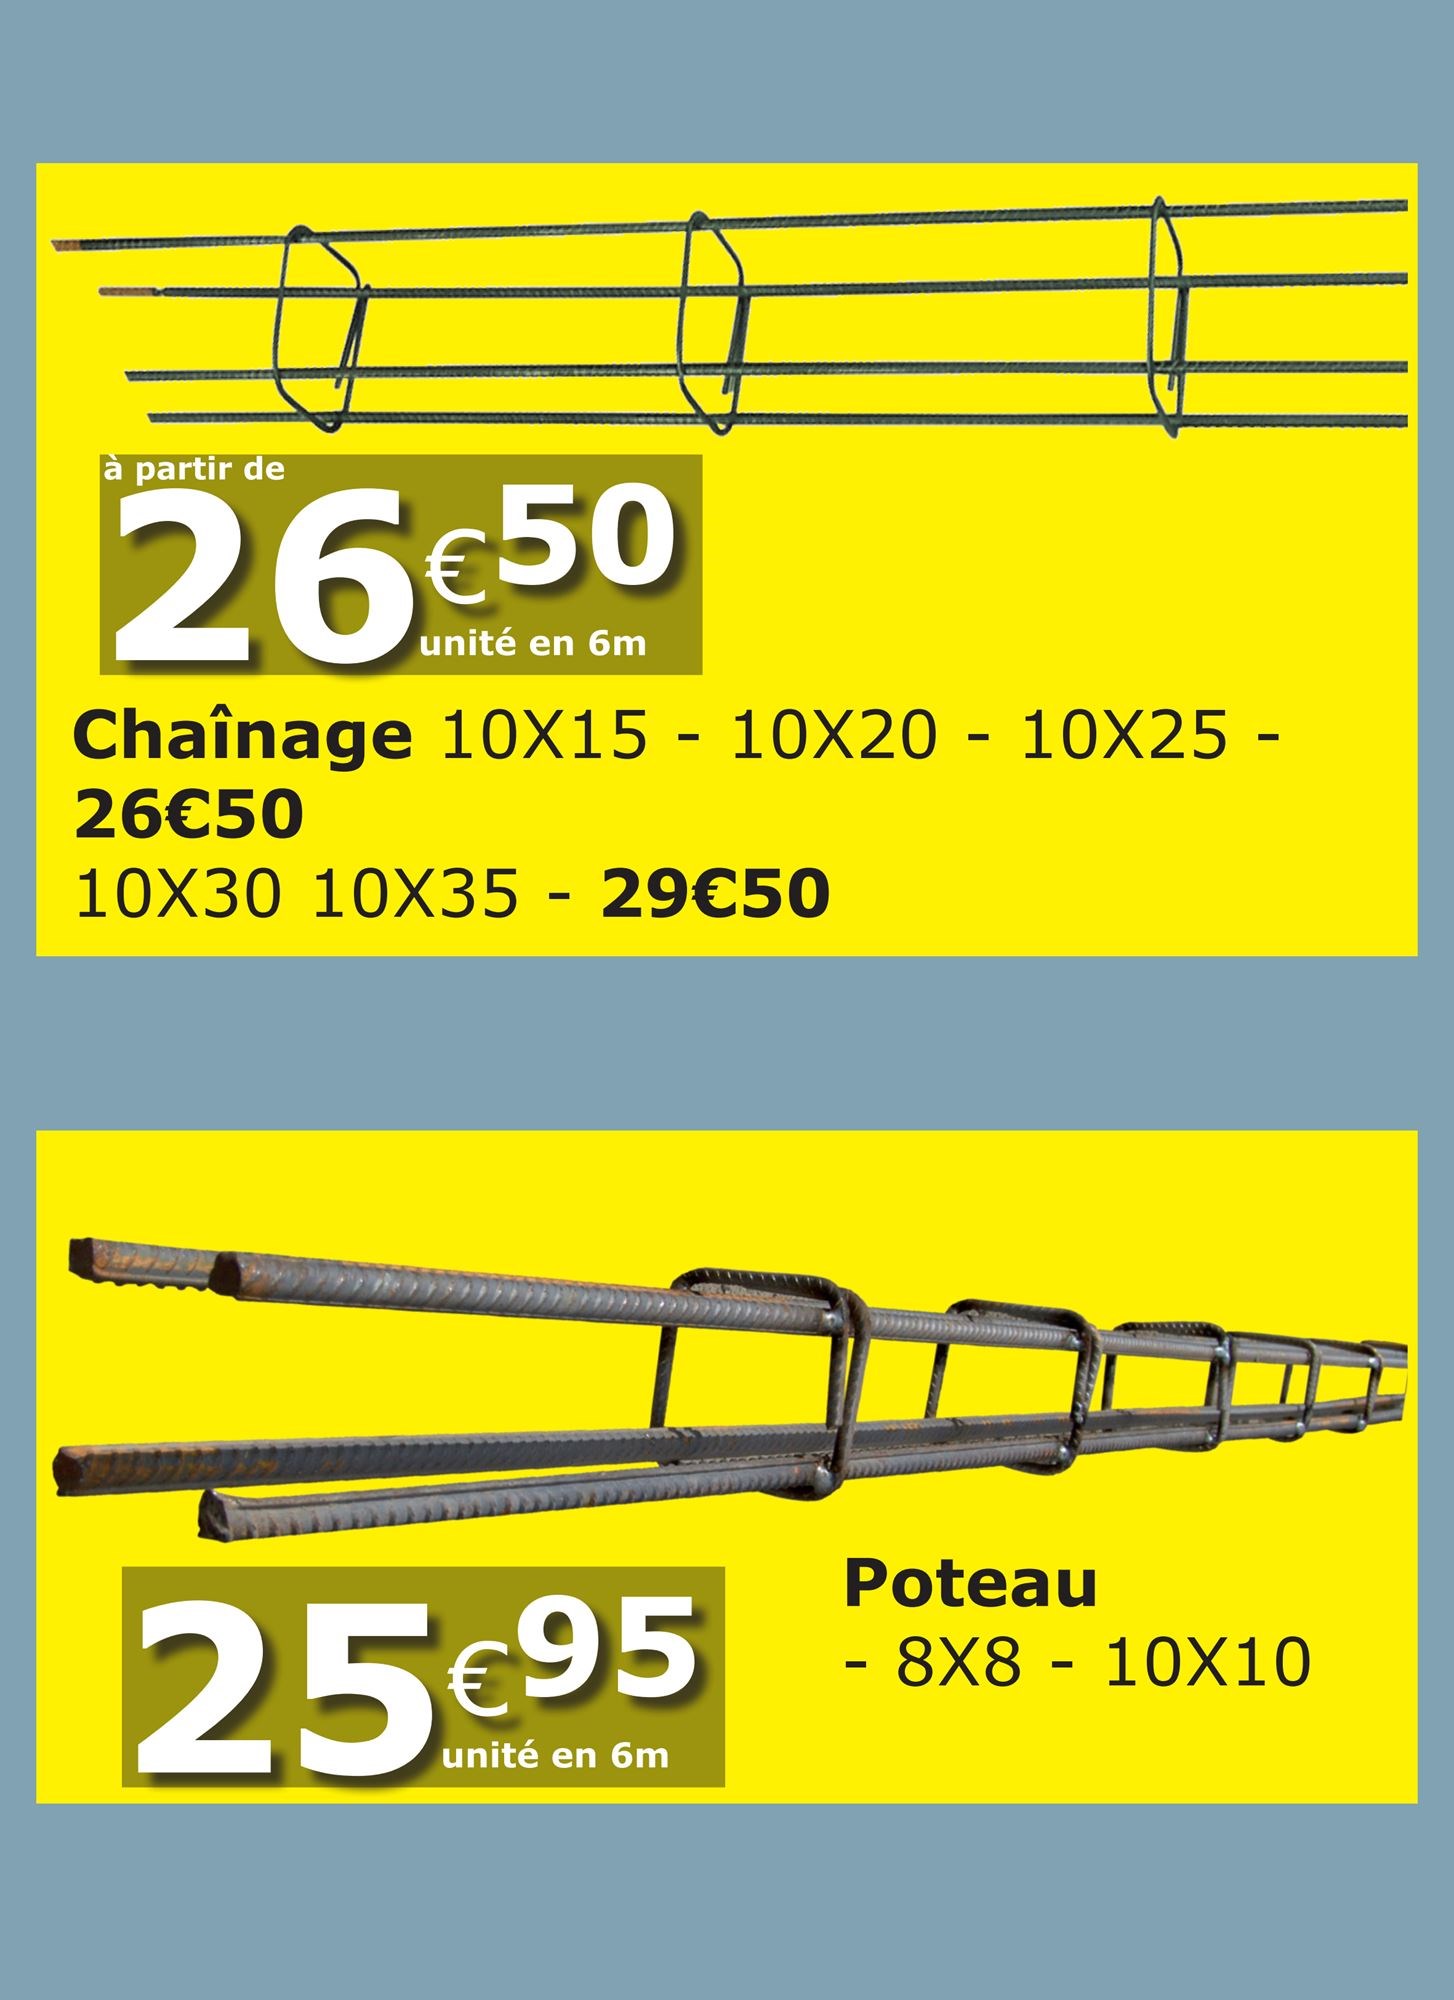 à partir de
26€50
unité en 6m
Chaînage 10X15 - 10X20 - 10X25 -
26€50
10X30 10X35 - 29€50
25€95
unité en 6m
Poteau
- 8X8 - 10X10